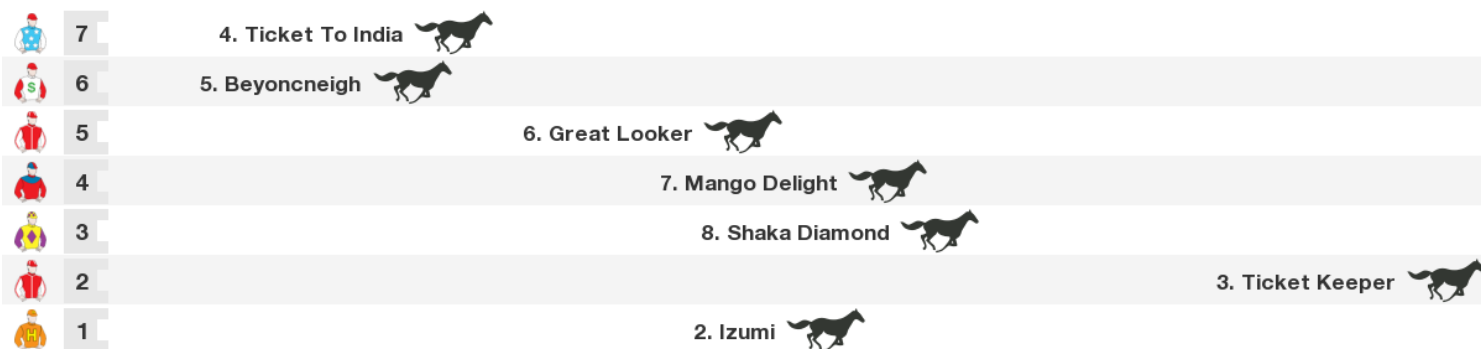 7 4. Ticket To India
S 6 5. Beyoncneigh
5 6. Great Looker
4 7. Mango Delight
3 8. Shaka Diamond
2 3. Ticket Keeper
H 1 2. Izumi